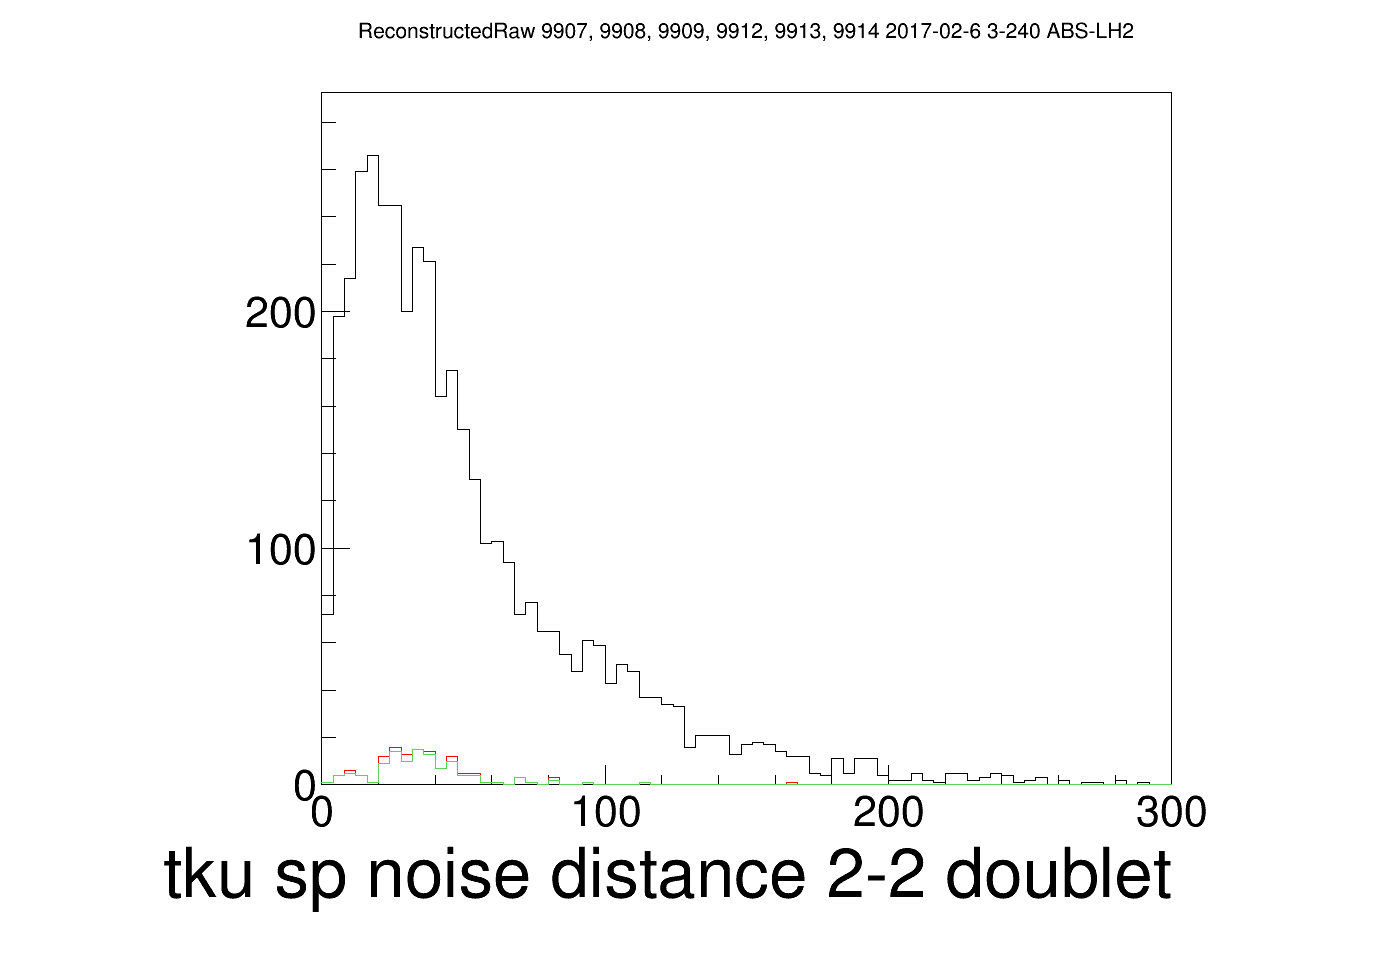 ReconstructedRaw 9907, 9908, 9909, 9912, 9913, 9914 2017-02-6 3-240 ABS-LH2
200
100
0
0 100 200 300
tku sp noise distance 2-2 doublet